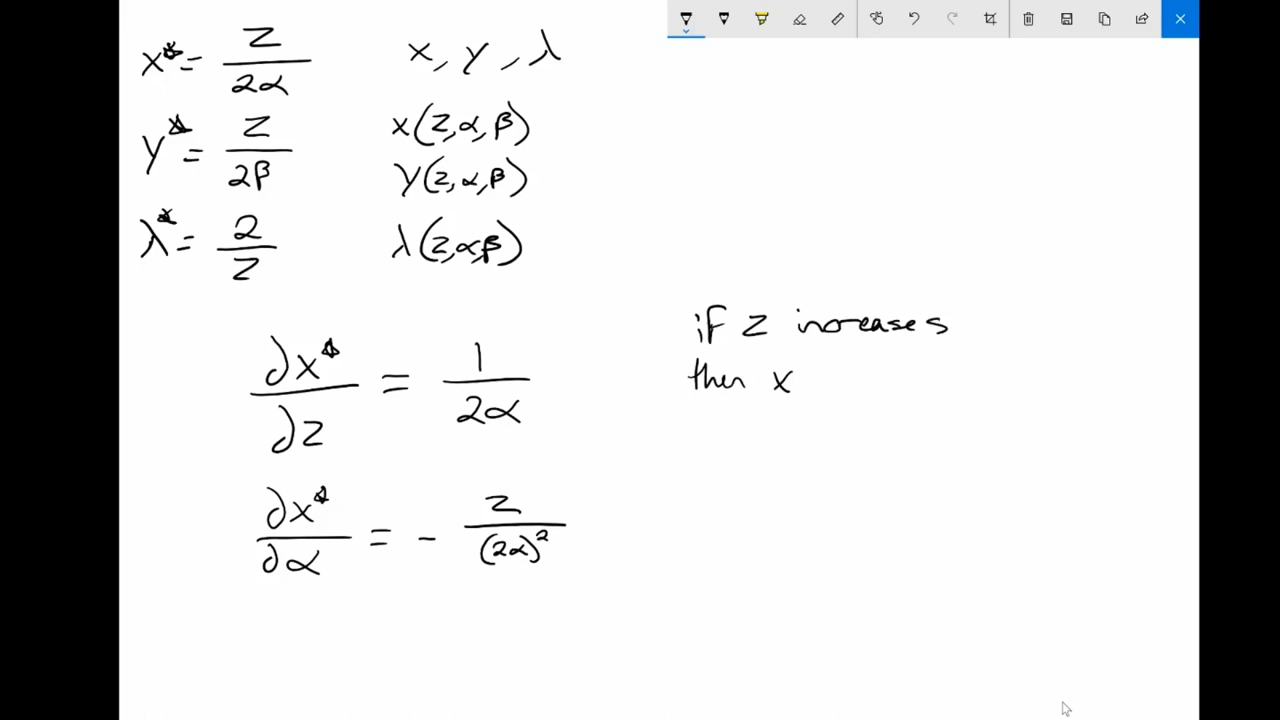 x* = z / 2α
x, y, λ
y* = z / 2β
x(z, α, β)
y(z, α, β)
λ* = 2 / z
λ(z, α, β)
∂x* / ∂z = 1 / 2α
if z increases
then x
∂x* / ∂α = - z / (2α)²